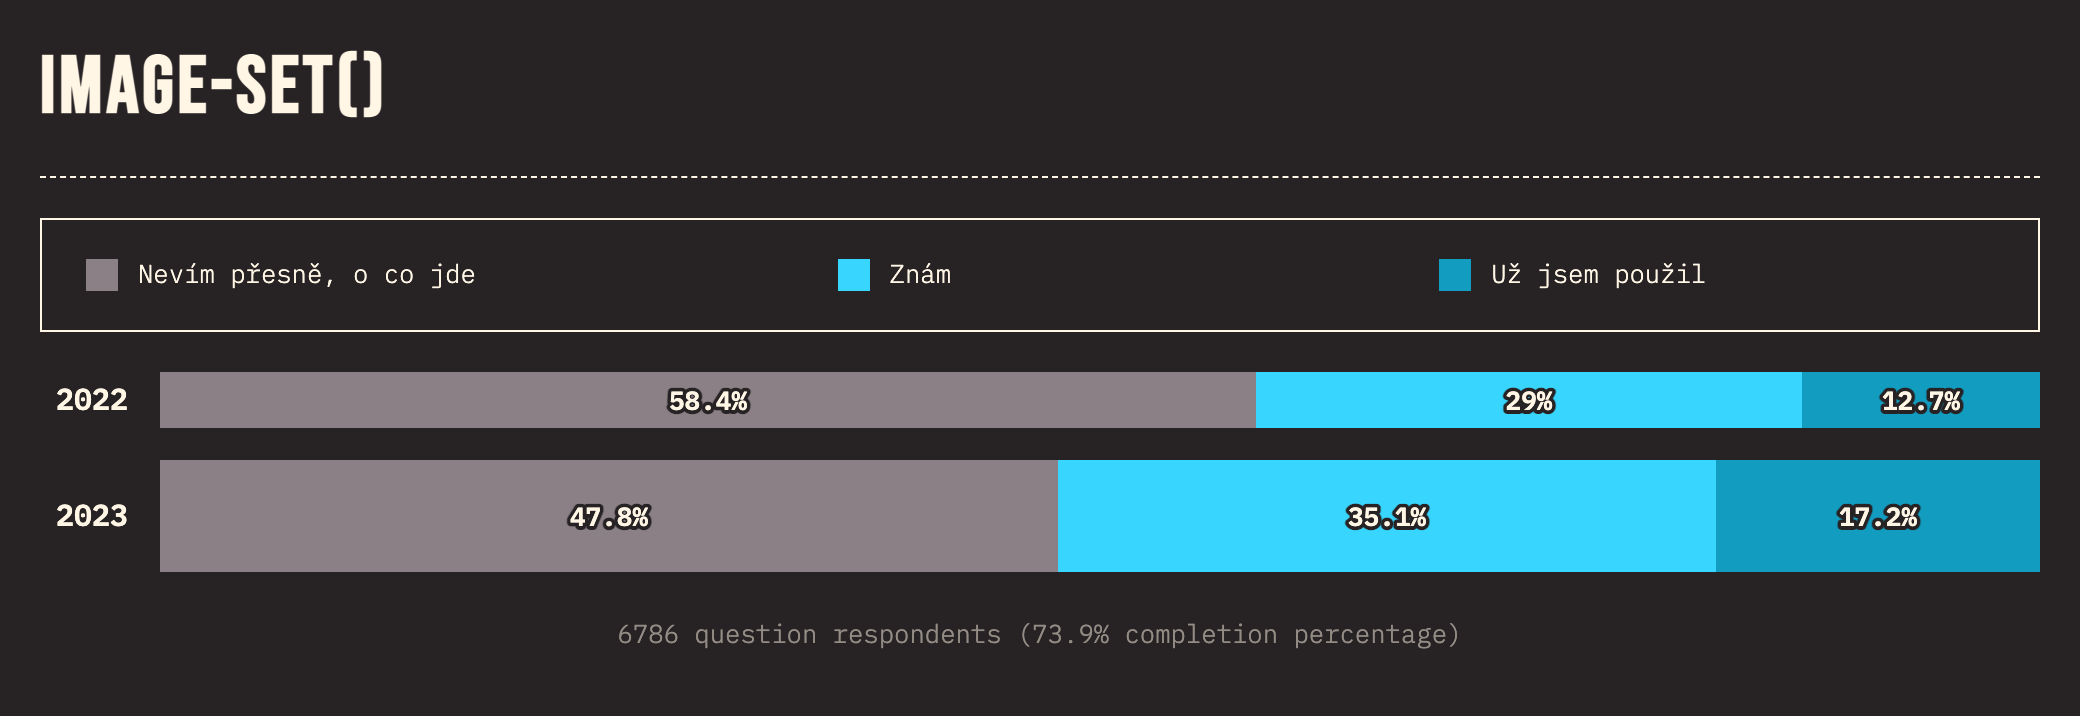 IMAGE-SET()
Nevím přesně, o co jde
Znám
Už jsem použil
2022 58.4% 29% 12.7%
2023 47.8% 35.1% 17.2%
6786 question respondents (73.9% completion percentage)